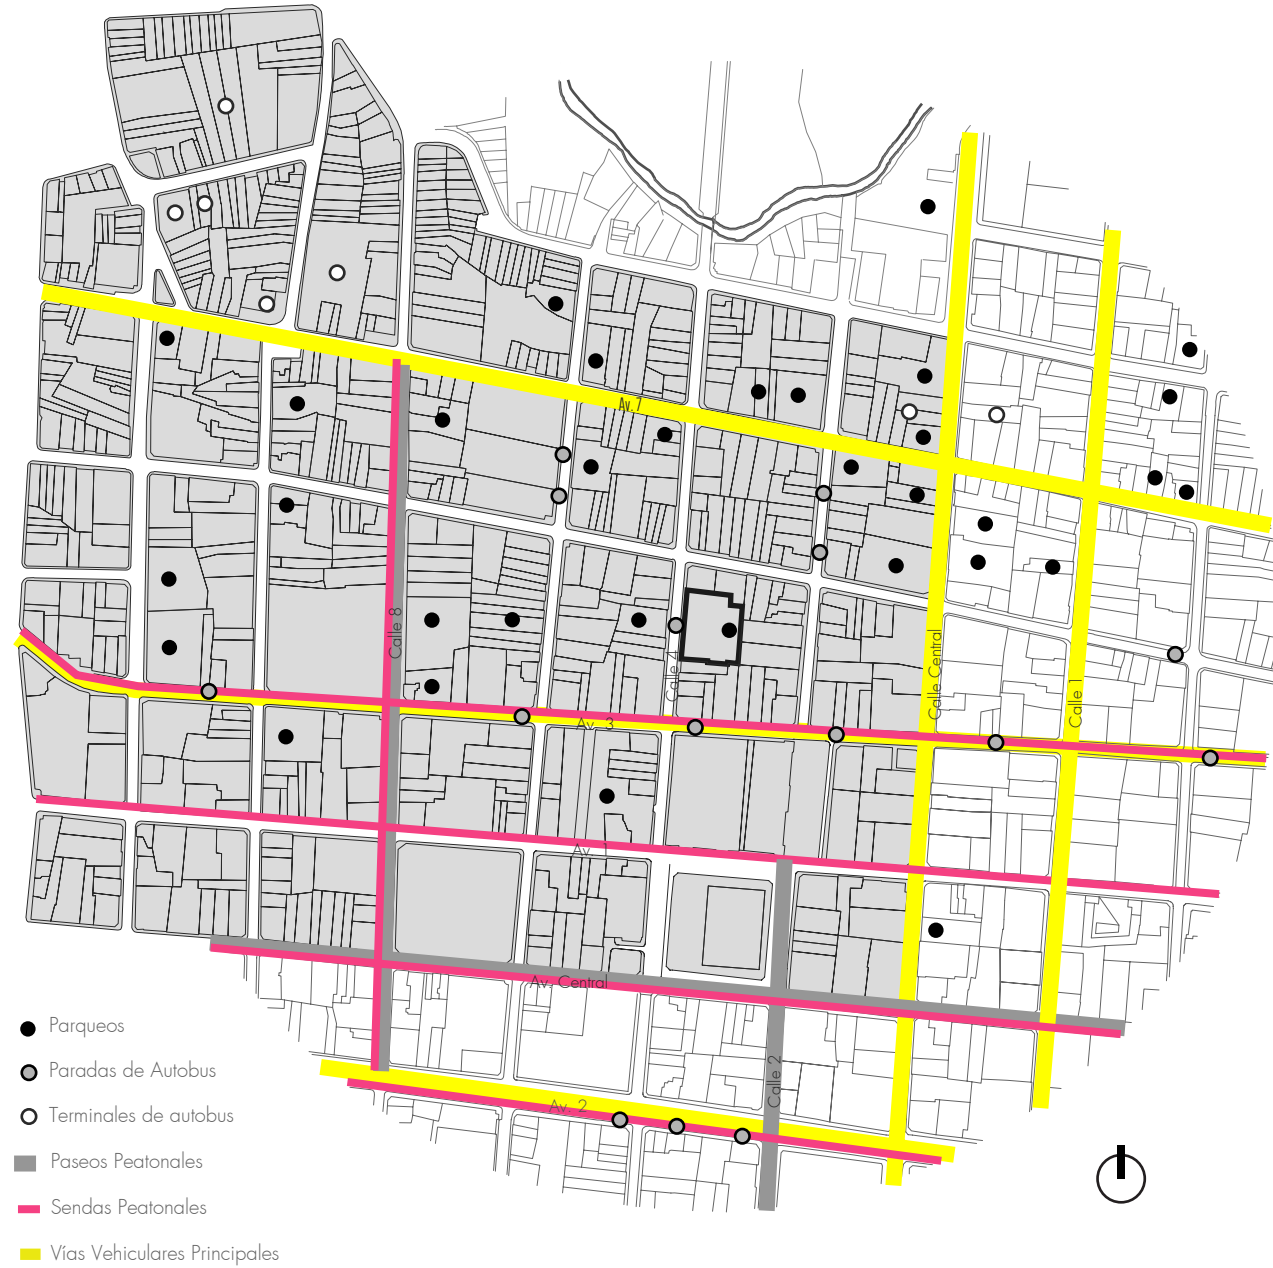 Av.7
Calle 8
Calle 4
Calle Central
Calle 1
Av. 3
Av. 1
Av. Central
Calle 2
Av. 2
Parqueos
Paradas de Autobus
Terminales de autobus
Paseos Peatonales
Sendas Peatonales
Vías Vehiculares Principales